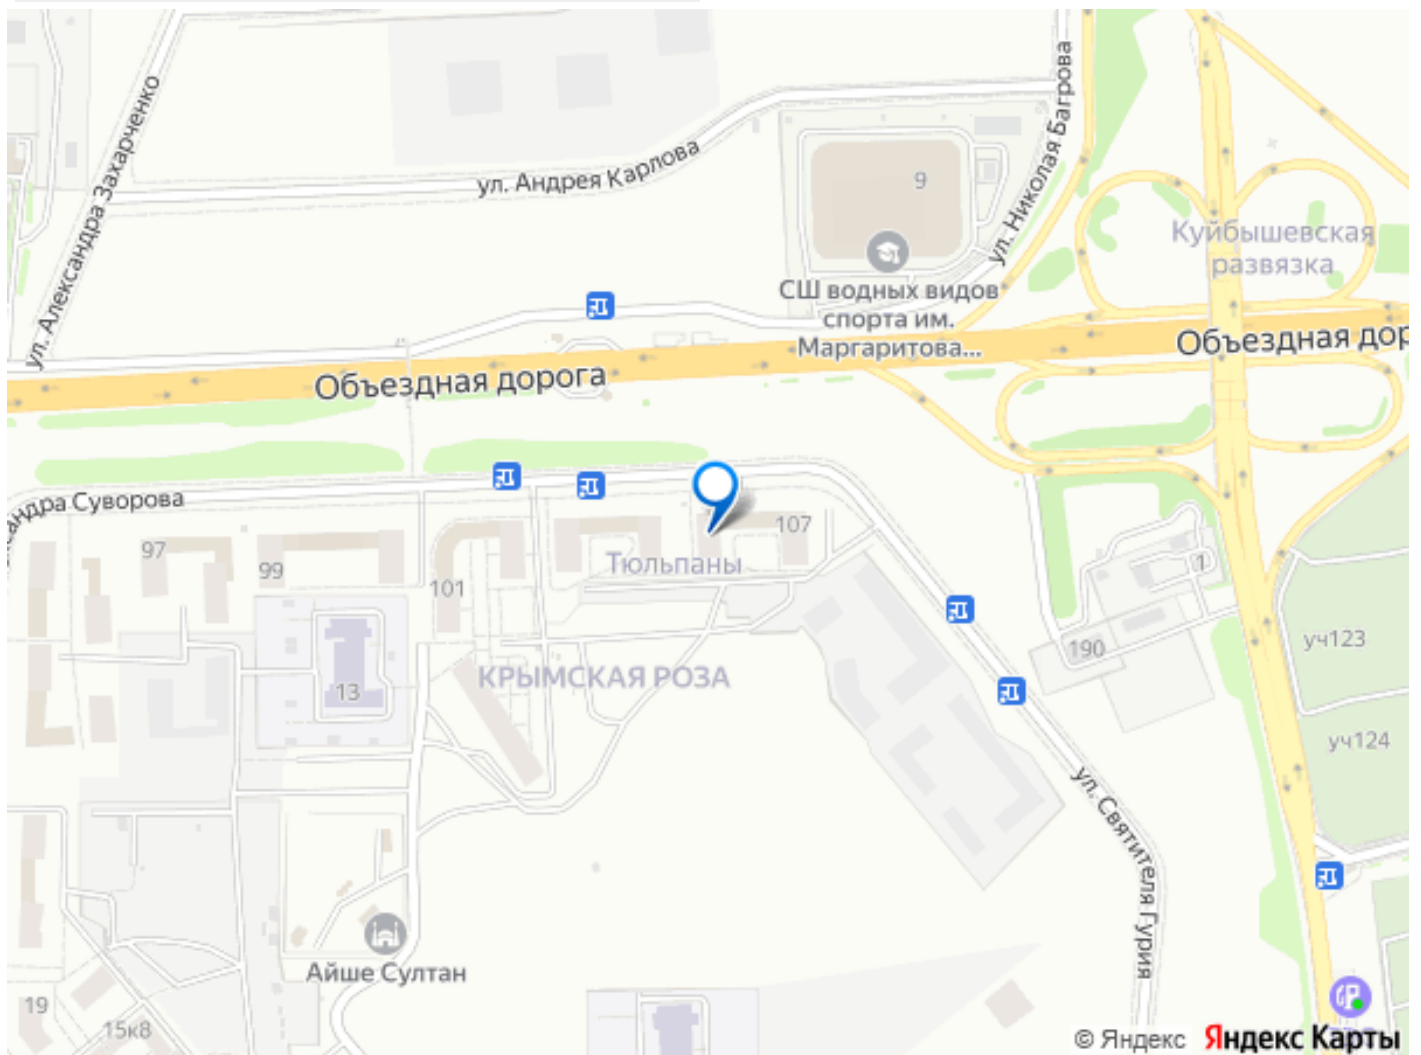 ул. Александра Захарченко
ул. Андрея Карлова
ул. Николая Багрова
9
Куйбышевская
развязка
СШ водных видов
спорта им.
Маргаритова...
Объездная дорога
Объездная дор
Суворова
107
97
99
101
Тюльпаны
1
190
уч123
13
КРЫМСКАЯ РОЗА
уч124
ул. Святителя Гурия
Айше Султан
19
15к8
© Яндекс Яндекс Карты